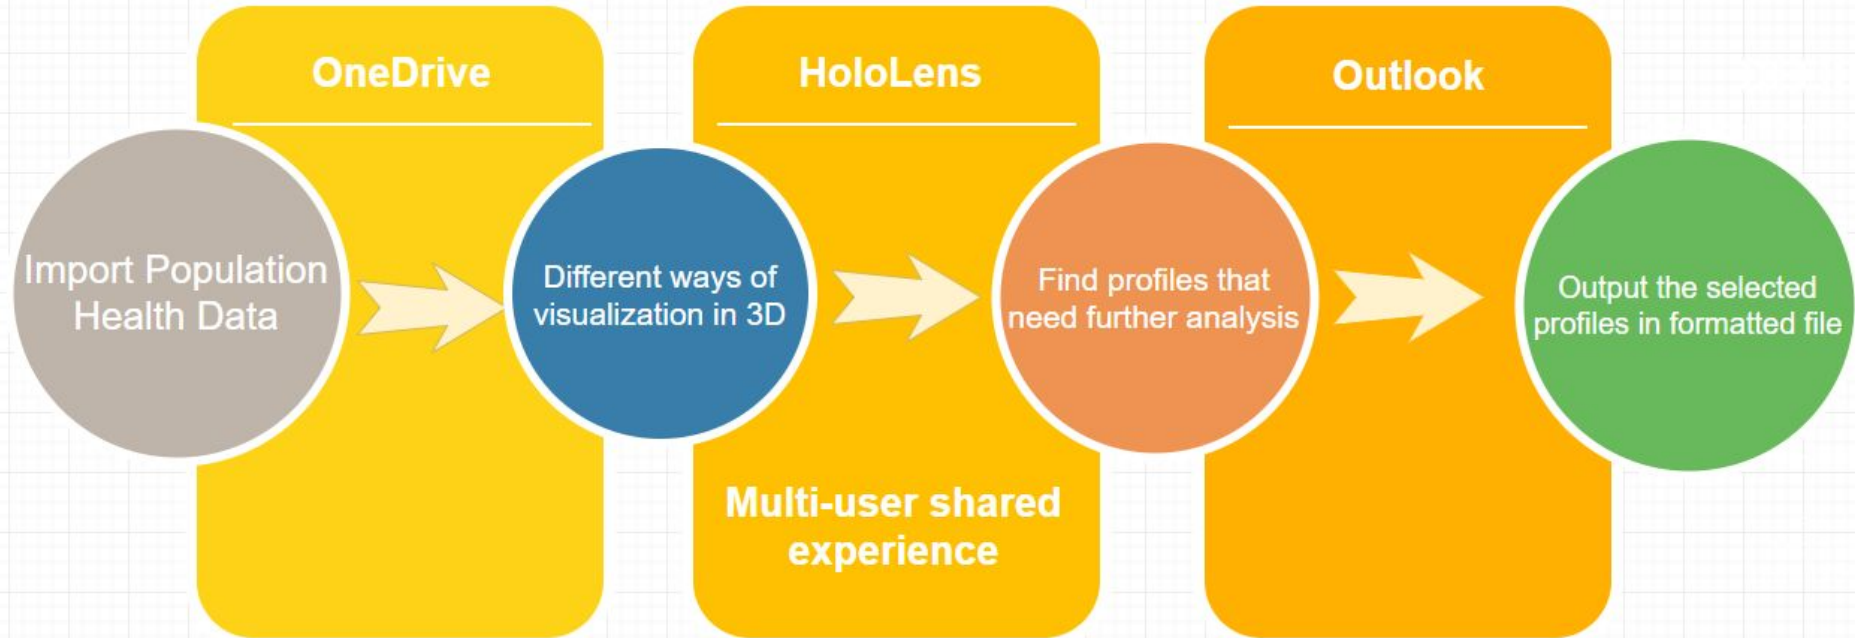 OneDrive
HoloLens
Outlook
Import Population
Health Data
Different ways of
visualization in 3D
Find profiles that
need further analysis
Output the selected
profiles in formatted file
Multi-user shared
experience